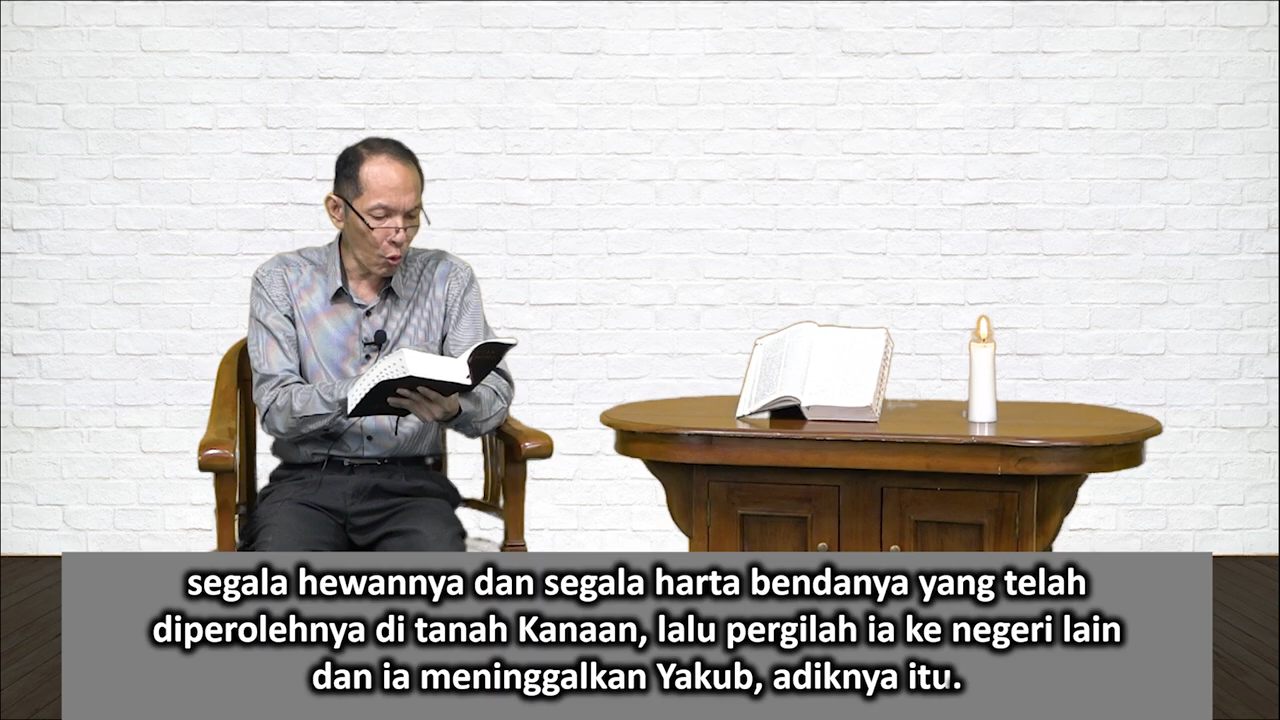 segala hewannya dan segala harta bendanya yang telah
diperolehnya di tanah Kanaan, lalu pergilah ia ke negeri lain
dan ia meninggalkan Yakub, adiknya itu.